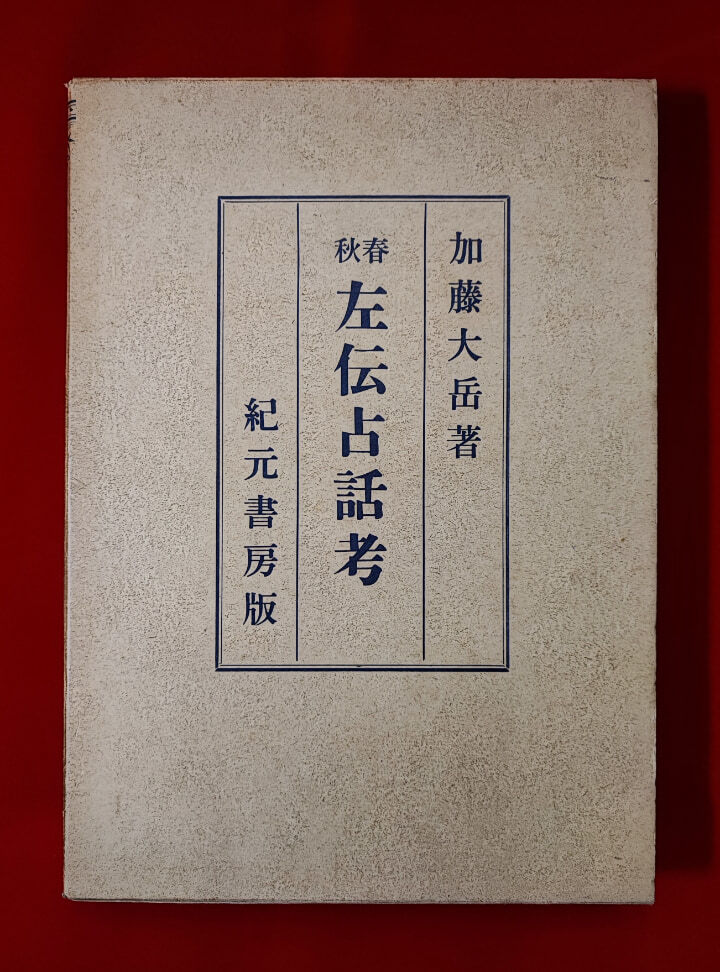 加藤大岳著
春秋
左伝占話考
紀元書房版